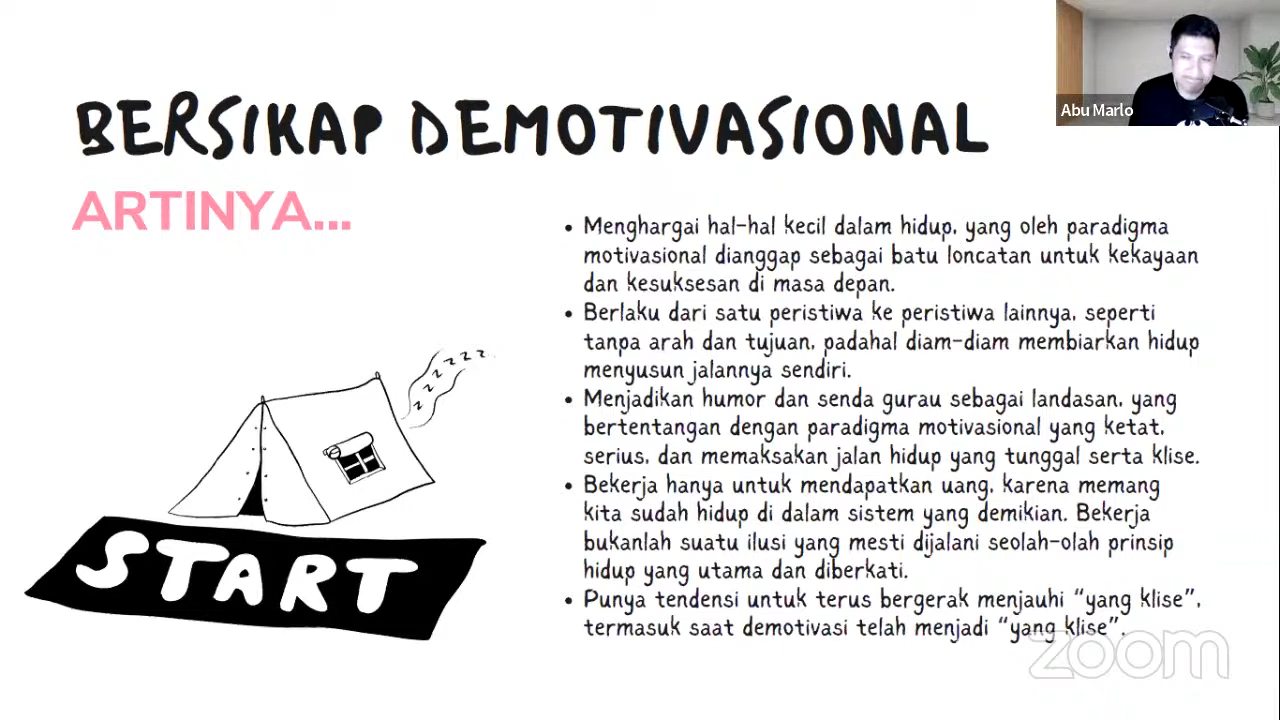 Abu Marlo
BERSIKAP DEMOTIVASIONAL
ARTINYA...
• Menghargai hal-hal kecil dalam hidup, yang oleh paradigma
motivasional dianggap sebagai batu loncatan untuk kekayaan
dan kesuksesan di masa depan.
• Berlaku dari satu peristiwa ke peristiwa lainnya, seperti
tanpa arah dan tujuan, padahal diam-diam membiarkan hidup
menyusun jalannya sendiri.
• Menjadikan humor dan senda gurau sebagai landasan, yang
bertentangan dengan paradigma motivasional yang ketat,
serius, dan memaksakan jalan hidup yang tunggal serta klise.
• Bekerja hanya untuk mendapatkan uang, karena memang
kita sudah hidup di dalam sistem yang demikian. Bekerja
bukanlah suatu ilusi yang mesti dijalani seolah-olah prinsip
hidup yang utama dan diberkati.
• Punya tendensi untuk terus bergerak menjauhi “yang klise”,
termasuk saat demotivasi telah menjadi “yang klise”.
z z z z z z z
START
zoom